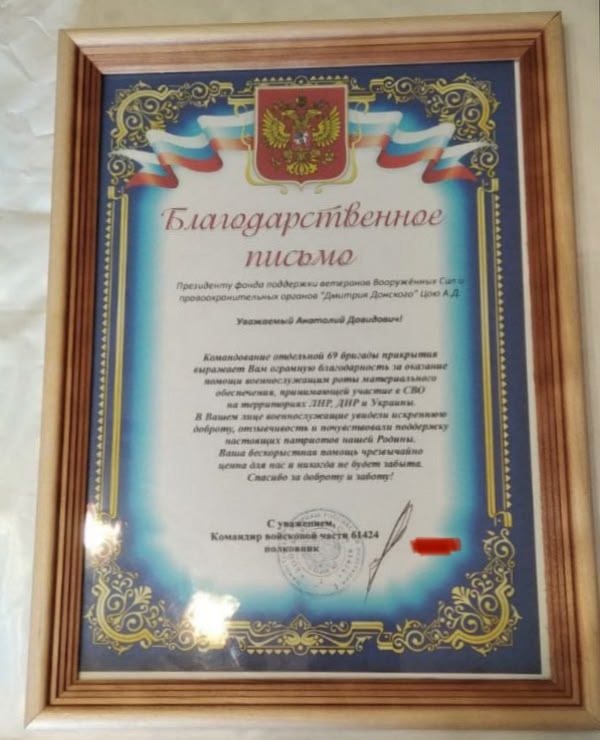 Благодарственное
письмо
Президенту фонда поддержки ветеранов Вооружённых Сил и
правоохранительных органов "Дмитрия Донского" Цою А.Д.
Уважаемый Анатолий Давидович!
Командование отдельной 69 бригады прикрытия
выражает Вам огромную благодарность за оказание
помощи военнослужащим роты материального
обеспечения, принимающей участие в СВО
на территориях ЛНР, ДНР и Украины.
В Вашем лице военнослужащие увидели искреннюю
доброту, отзывчивость и почувствовали поддержку
настоящих патриотов нашей Родины.
Ваша бескорыстная помощь чрезвычайно
ценна для нас и никогда не будет забыта.
Спасибо за доброту и заботу!
С уважением,
Командир войсковой части 61424
полковник